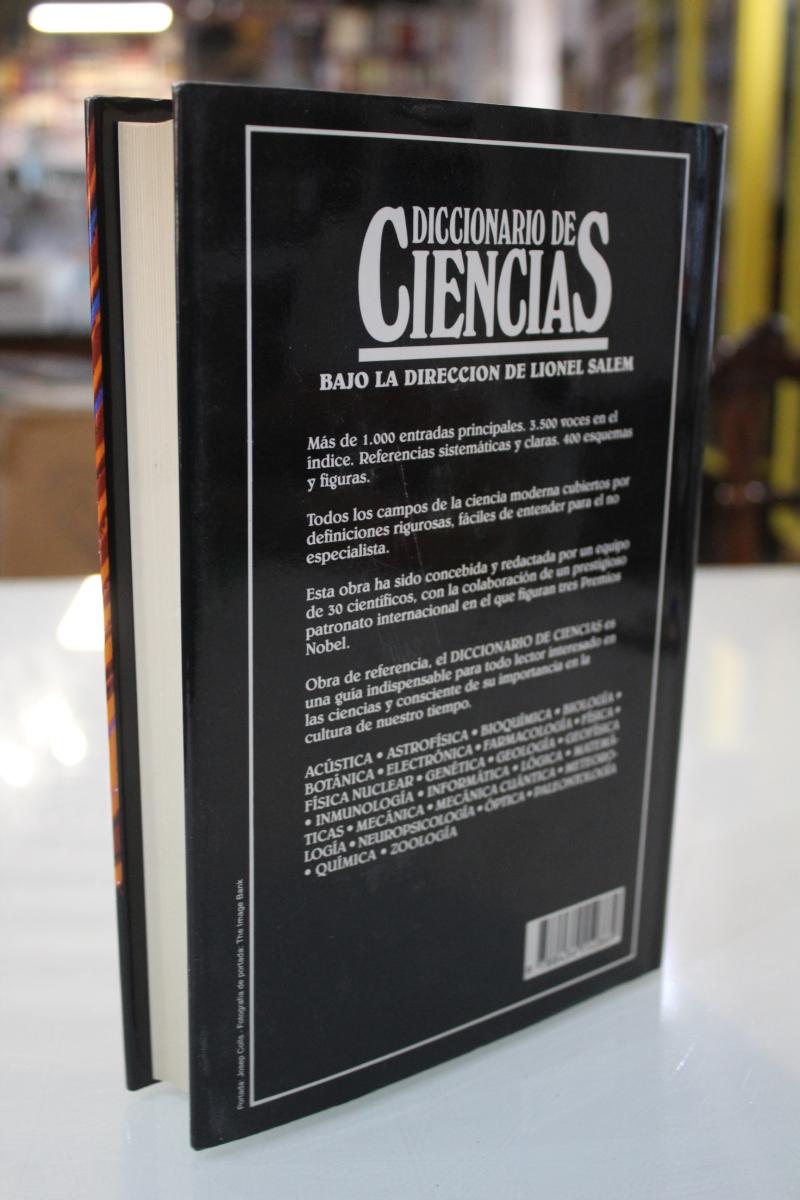 DICCIONARIO DE
CIENCIAS
BAJO LA DIRECCION DE LIONEL SALEM
Más de 1.000 entradas principales. 3.500 voces en el
índice. Referencias sistemáticas y claras. 400 esquemas
y figuras.
Todos los campos de la ciencia moderna cubiertos por
definiciones rigurosas, fáciles de entender para el no
especialista.
Esta obra ha sido concebida y redactada por un equipo
de 30 científicos, con la colaboración de un prestigioso
patronato internacional en el que figuran tres Premios
Nobel.
Obra de referencia, el DICCIONARIO DE CIENCIAS es
una guía indispensable para todo lector interesado en
las ciencias y consciente de su importancia en la
cultura de nuestro tiempo.
ACÚSTICA • ASTROFÍSICA • BIOQUÍMICA • BIOLOGÍA •
BOTÁNICA • ELECTRÓNICA • FARMACOLOGÍA • FÍSICA •
FÍSICA NUCLEAR • GENÉTICA • GEOLOGÍA • GEOFÍSICA
• INMUNOLOGÍA • INFORMÁTICA • LÓGICA • MATEMÁ-
TICAS • MECÁNICA • MECÁNICA CUÁNTICA • METEORO-
LOGÍA • NEUROPSICOLOGÍA • ÓPTICA • PALEONTOLOGÍA
• QUÍMICA • ZOOLOGÍA
Portada: Josep Colls - Fotografía de portada: The Image Bank